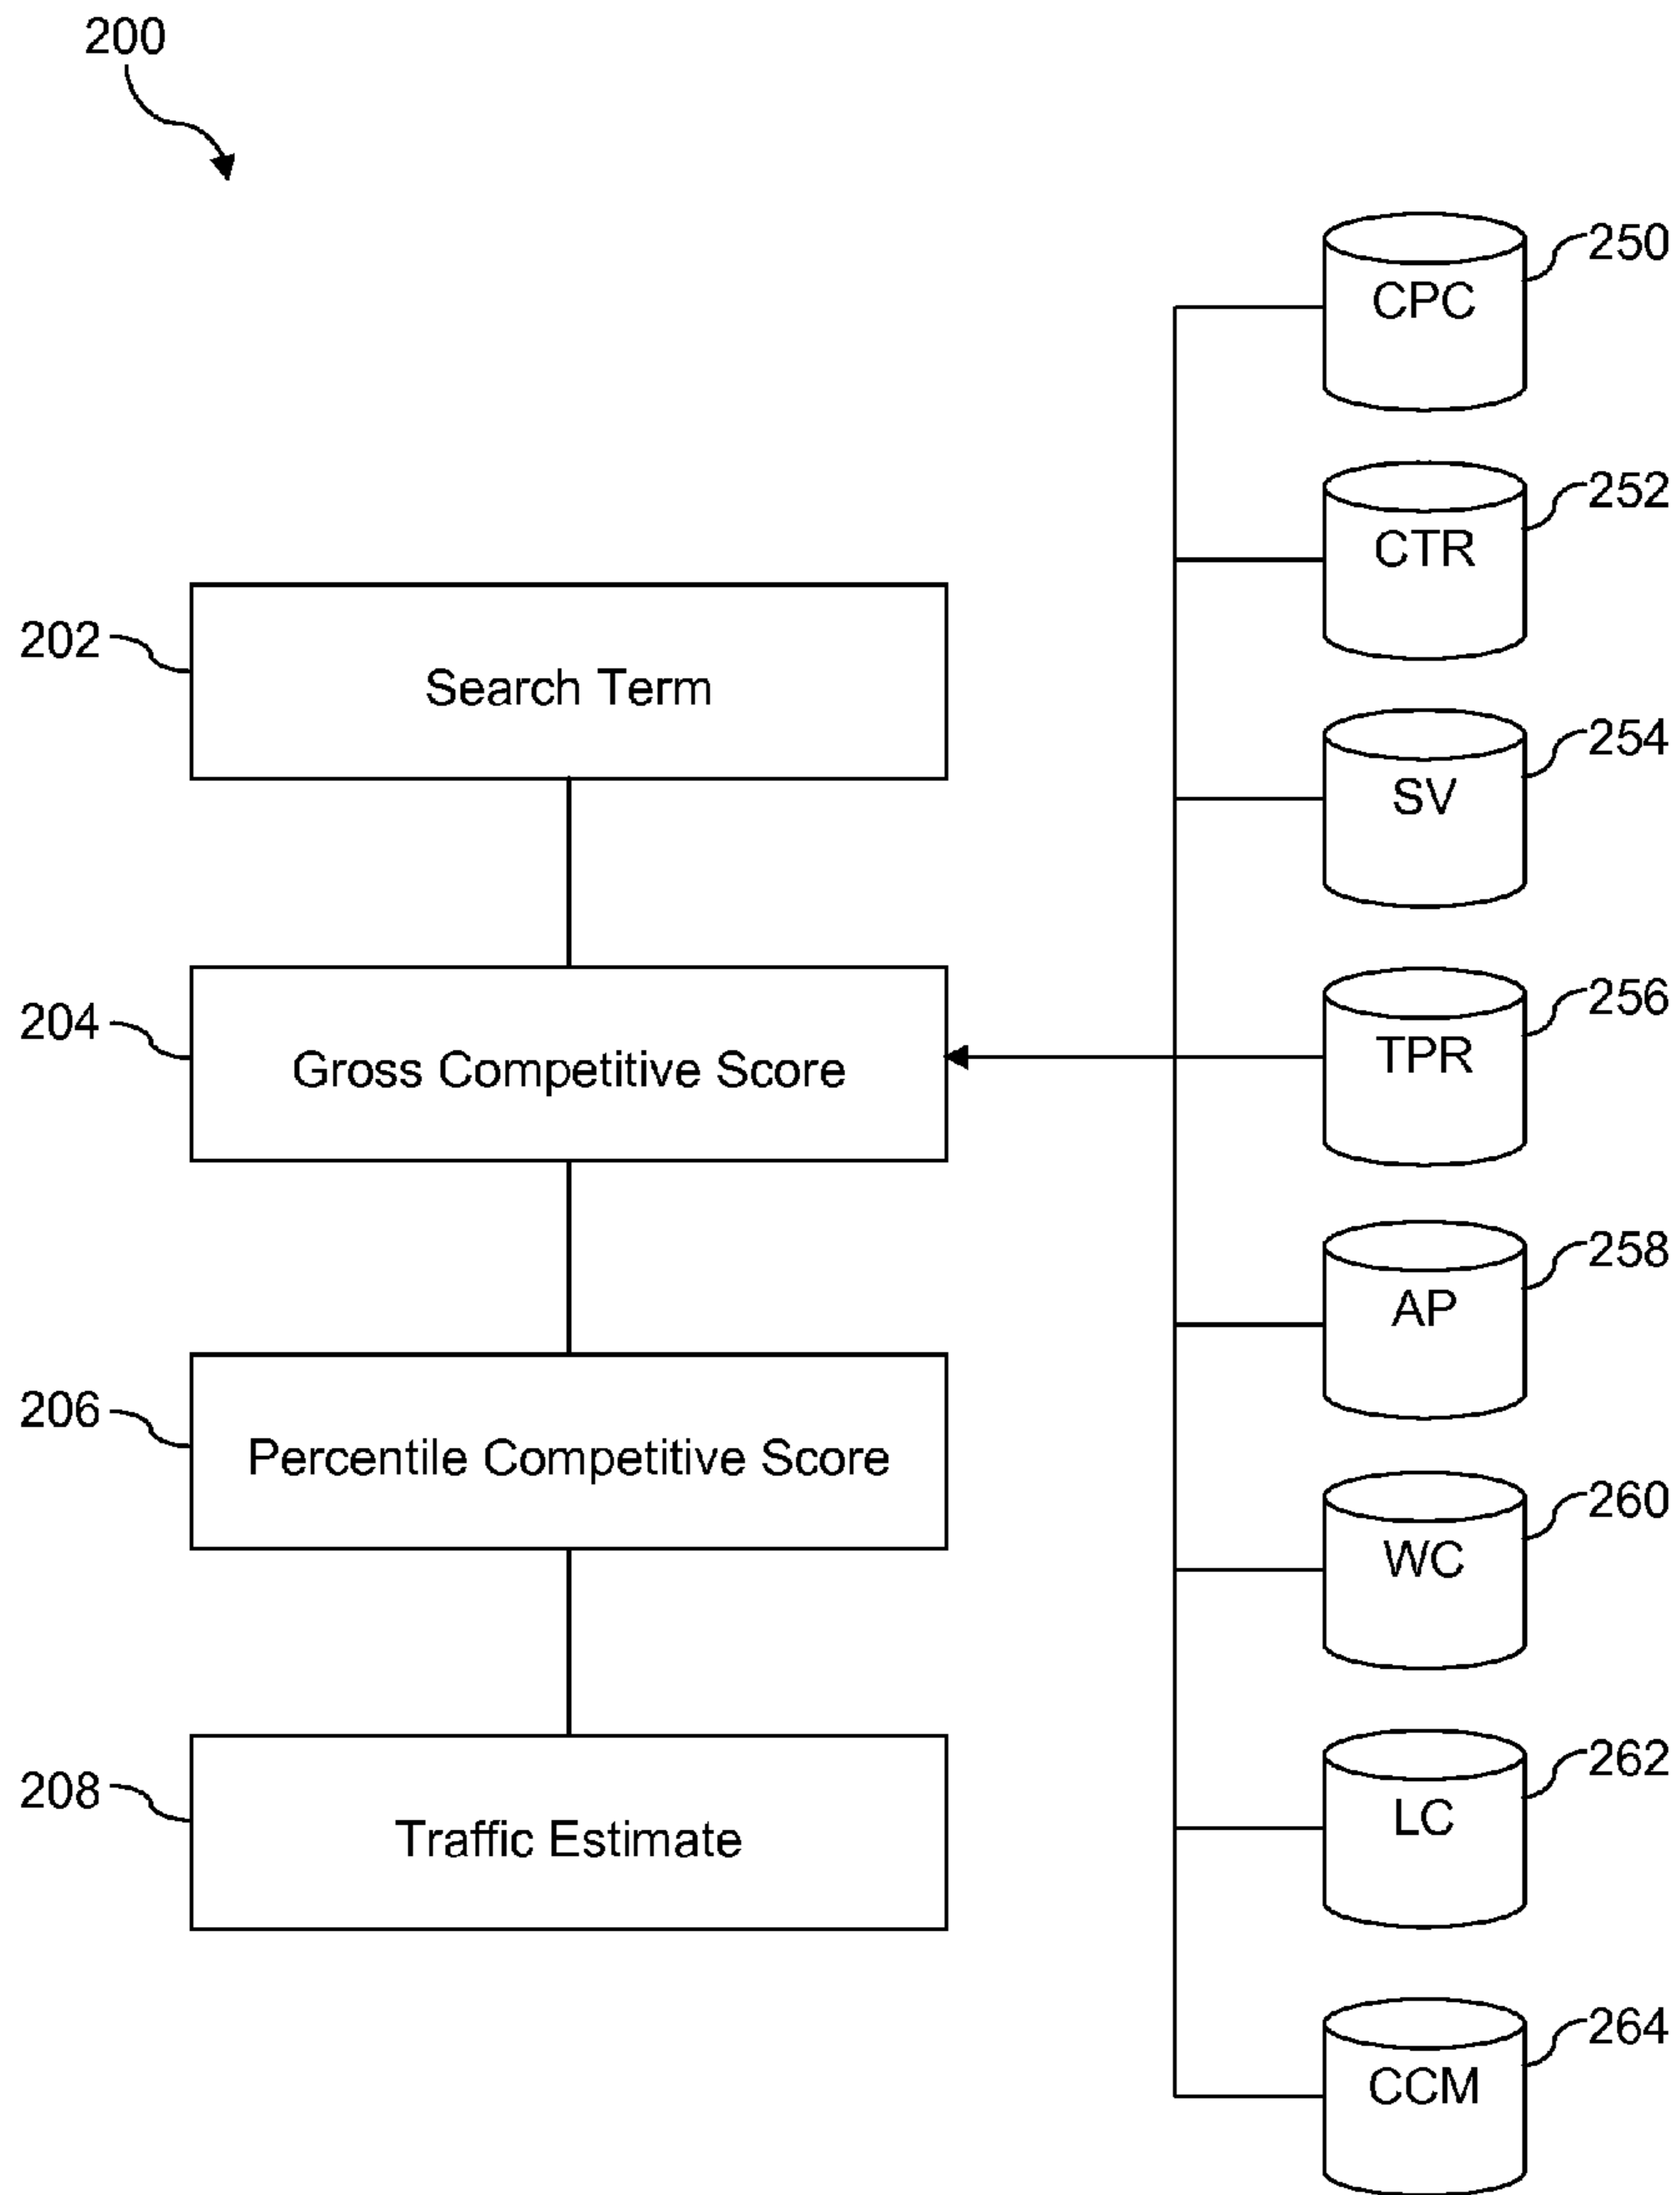 200
250
CPC
252
CTR
202
Search Term
254
SV
204
Gross Competitive Score
256
TPR
258
AP
206
Percentile Competitive Score
260
WC
208
Traffic Estimate
262
LC
264
CCM